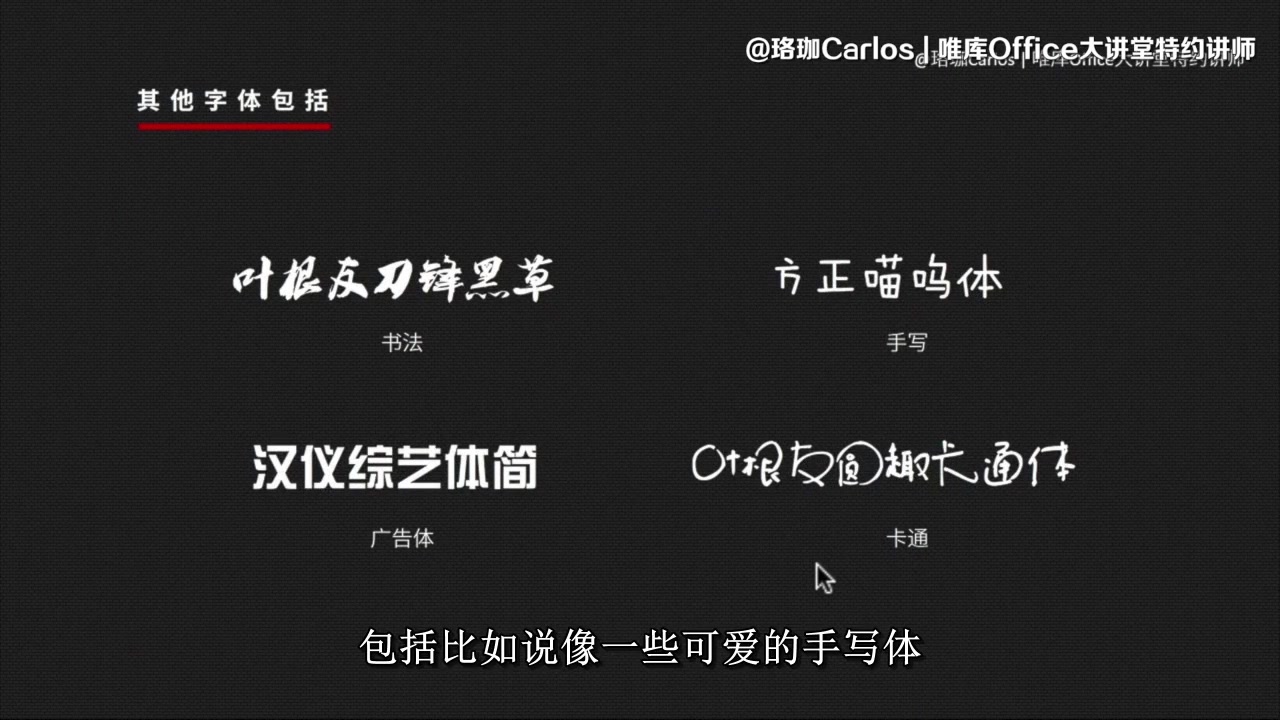 @珞珈Carlos | 唯库Office大讲堂特约讲师
@珞珈Carlos | 唯库Office大讲堂特约讲师
其他字体包括
叶根友刀锋黑草
方正喵呜体
书法
手写
汉仪综艺体简
叶根友圆趣卡通体
广告体
卡通
包括比如说像一些可爱的手写体